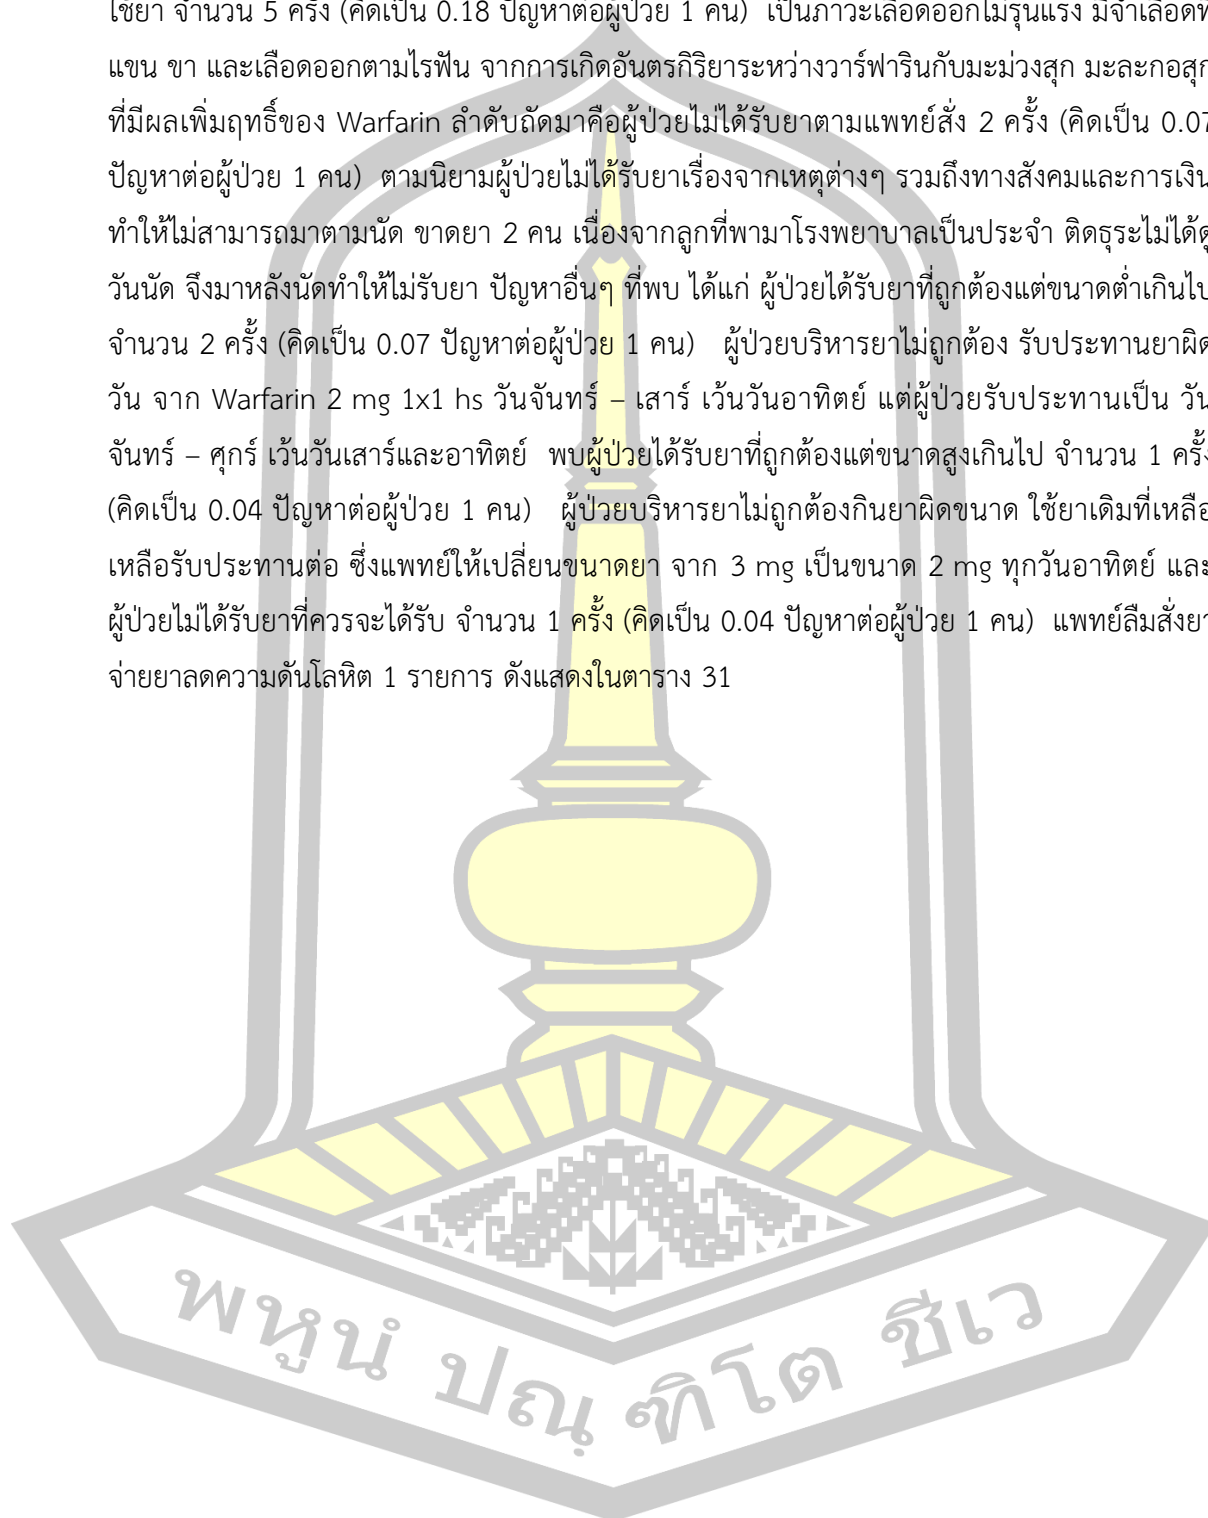 ใช้ยา จำนวน 5 ครั้ง (คิดเป็น 0.18 ปัญหาต่อผู้ป่วย 1 คน) เป็นภาวะเลือดออกไม่รุนแรง มีจ้ำเลือดที่
แขน ขา และเลือดออกตามไรฟัน จากการเกิดอันตรกิริยาระหว่างวาร์ฟารินกับมะม่วงสุก มะละกอสุก
ที่มีผลเพิ่มฤทธิ์ของ Warfarin ลำดับถัดมาคือผู้ป่วยไม่ได้รับยาตามแพทย์สั่ง 2 ครั้ง (คิดเป็น 0.07
ปัญหาต่อผู้ป่วย 1 คน) ตามนิยามผู้ป่วยไม่ได้รับยาเรื่องจากเหตุต่างๆ รวมถึงทางสังคมและการเงิน
ทำให้ไม่สามารถมาตามนัด ขาดยา 2 คน เนื่องจากลูกที่พามาโรงพยาบาลเป็นประจำ ติดธุระไม่ได้ดู
วันนัด จึงมาหลังนัดทำให้ไม่รับยา ปัญหาอื่นๆ ที่พบ ได้แก่ ผู้ป่วยได้รับยาที่ถูกต้องแต่ขนาดต่ำเกินไป
จำนวน 2 ครั้ง (คิดเป็น 0.07 ปัญหาต่อผู้ป่วย 1 คน) ผู้ป่วยบริหารยาไม่ถูกต้อง รับประทานยาผิด
วัน จาก Warfarin 2 mg 1x1 hs วันจันทร์ – เสาร์ เว้นวันอาทิตย์ แต่ผู้ป่วยรับประทานเป็น วัน
จันทร์ – ศุกร์ เว้นวันเสาร์และอาทิตย์ พบผู้ป่วยได้รับยาที่ถูกต้องแต่ขนาดสูงเกินไป จำนวน 1 ครั้ง
(คิดเป็น 0.04 ปัญหาต่อผู้ป่วย 1 คน) ผู้ป่วยบริหารยาไม่ถูกต้องกินยาผิดขนาด ใช้ยาเดิมที่เหลือ
เหลือรับประทานต่อ ซึ่งแพทย์ให้เปลี่ยนขนาดยา จาก 3 mg เป็นขนาด 2 mg ทุกวันอาทิตย์ และ
ผู้ป่วยไม่ได้รับยาที่ควรจะได้รับ จำนวน 1 ครั้ง (คิดเป็น 0.04 ปัญหาต่อผู้ป่วย 1 คน) แพทย์ลืมสั่งยา
จ่ายยาลดความดันโลหิต 1 รายการ ดังแสดงในตาราง 31
พหูนํ ปณฺฑิโต ชีเว